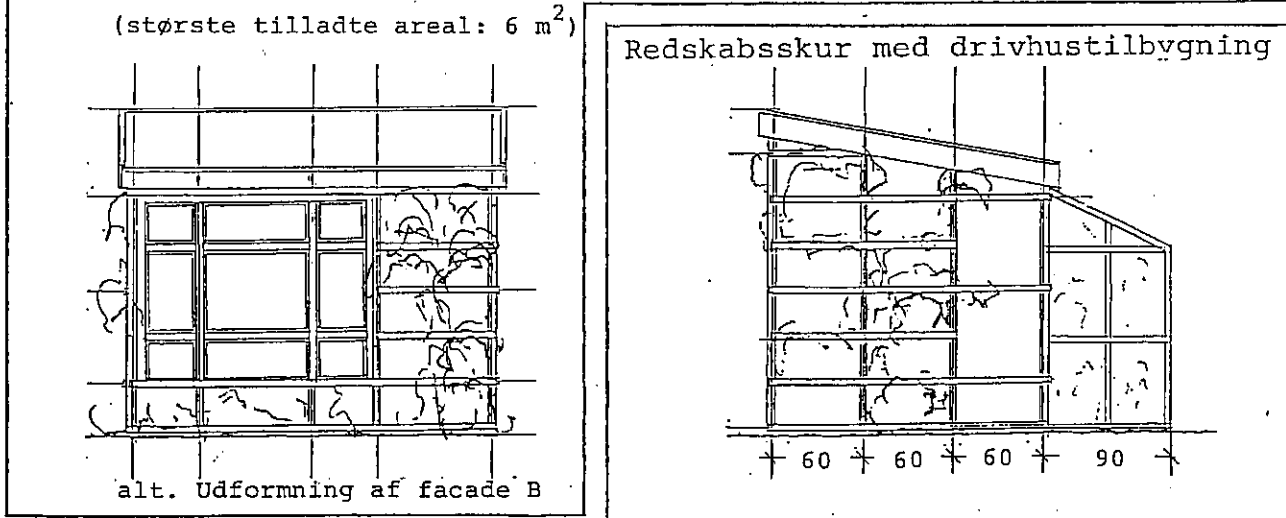 (største tilladte areal: 6 m²)
alt. Udformning af facade B
Redskabsskur med drivhustilbygning
60 60 60 90